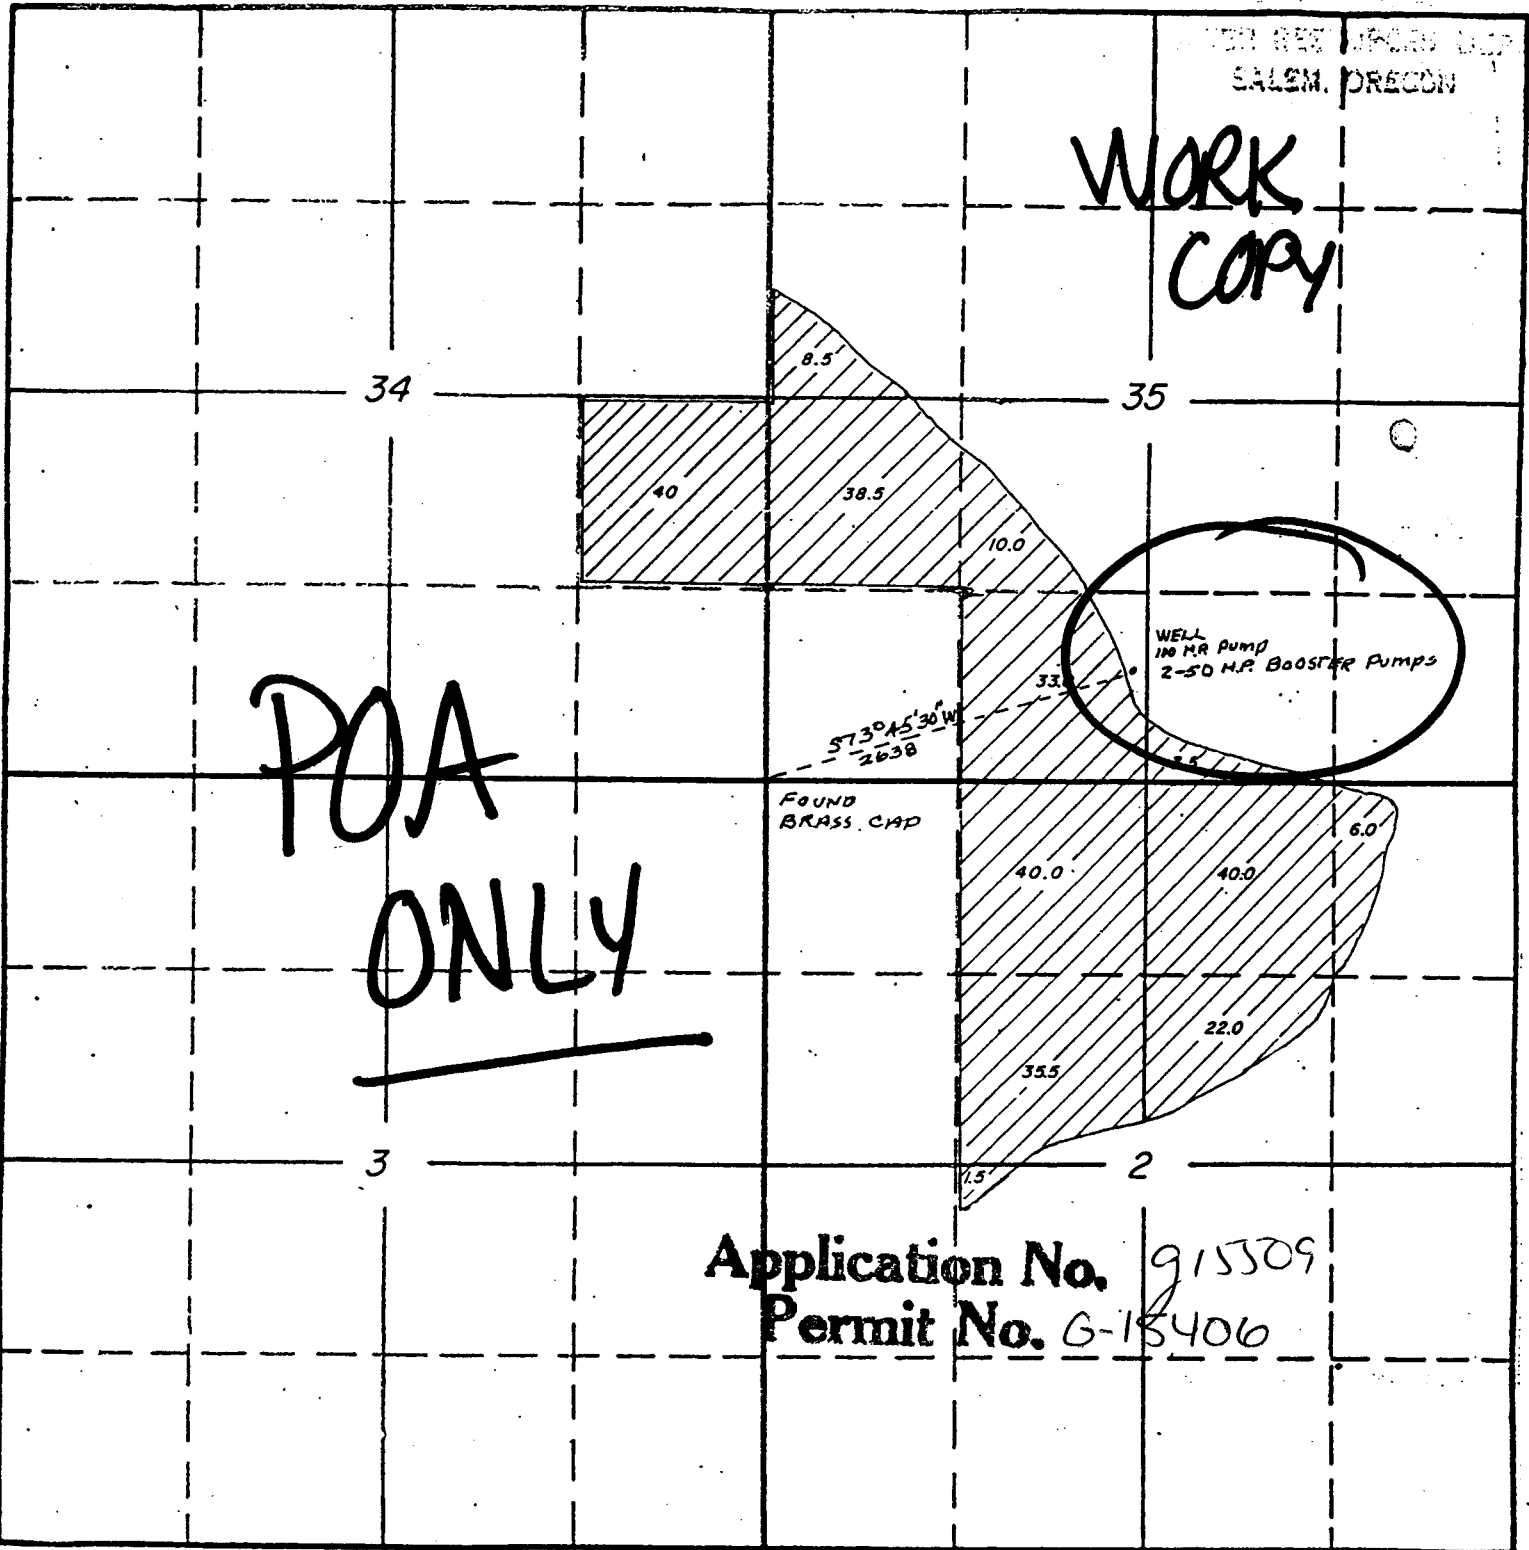 SALEM, OREGON
WORK
COPY
8.5
34
35
40
38.5
10.0
WELL
110 H.P. Pump
2-50 H.P. BOOSTER Pumps
S73°45'30"W
2638
POA
ONLY
FOUND
BRASS CAP
6.0
40.0
40.0
22.0
35.5
3
2
1.5
Application No. g15509
Permit No. G-15406